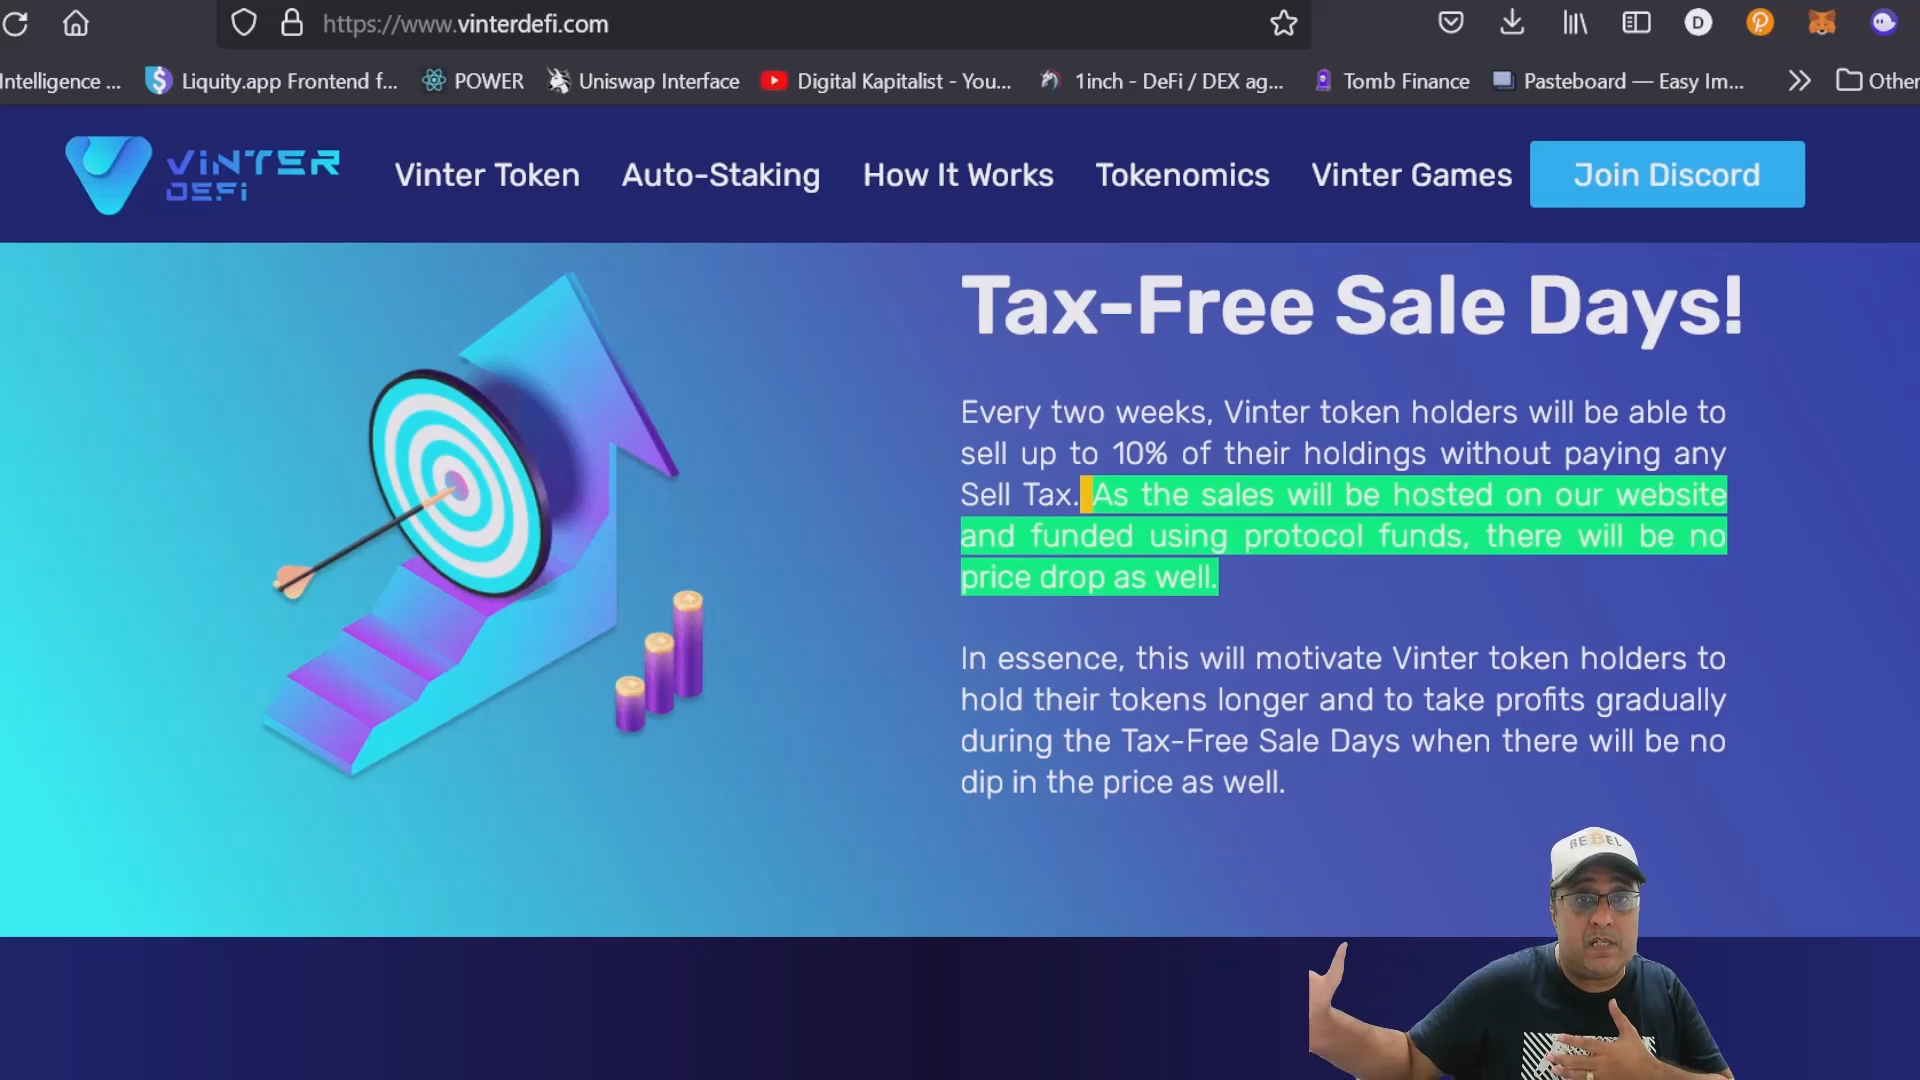 https://www.vinterdefi.com
D
Intelligence ...
$ Liquity.app Frontend f...
POWER
Uniswap Interface
Digital Kapitalist - You...
1inch - DeFi / DEX ag...
Tomb Finance
Pasteboard — Easy Im...
Other
VINTER
DEFI
Vinter Token
Auto-Staking
How It Works
Tokenomics
Vinter Games
Join Discord
Tax-Free Sale Days!
Every two weeks, Vinter token holders will be able to
sell up to 10% of their holdings without paying any
Sell Tax. As the sales will be hosted on our website
and funded using protocol funds, there will be no
price drop as well.
In essence, this will motivate Vinter token holders to
hold their tokens longer and to take profits gradually
during the Tax-Free Sale Days when there will be no
dip in the price as well.
REBEL